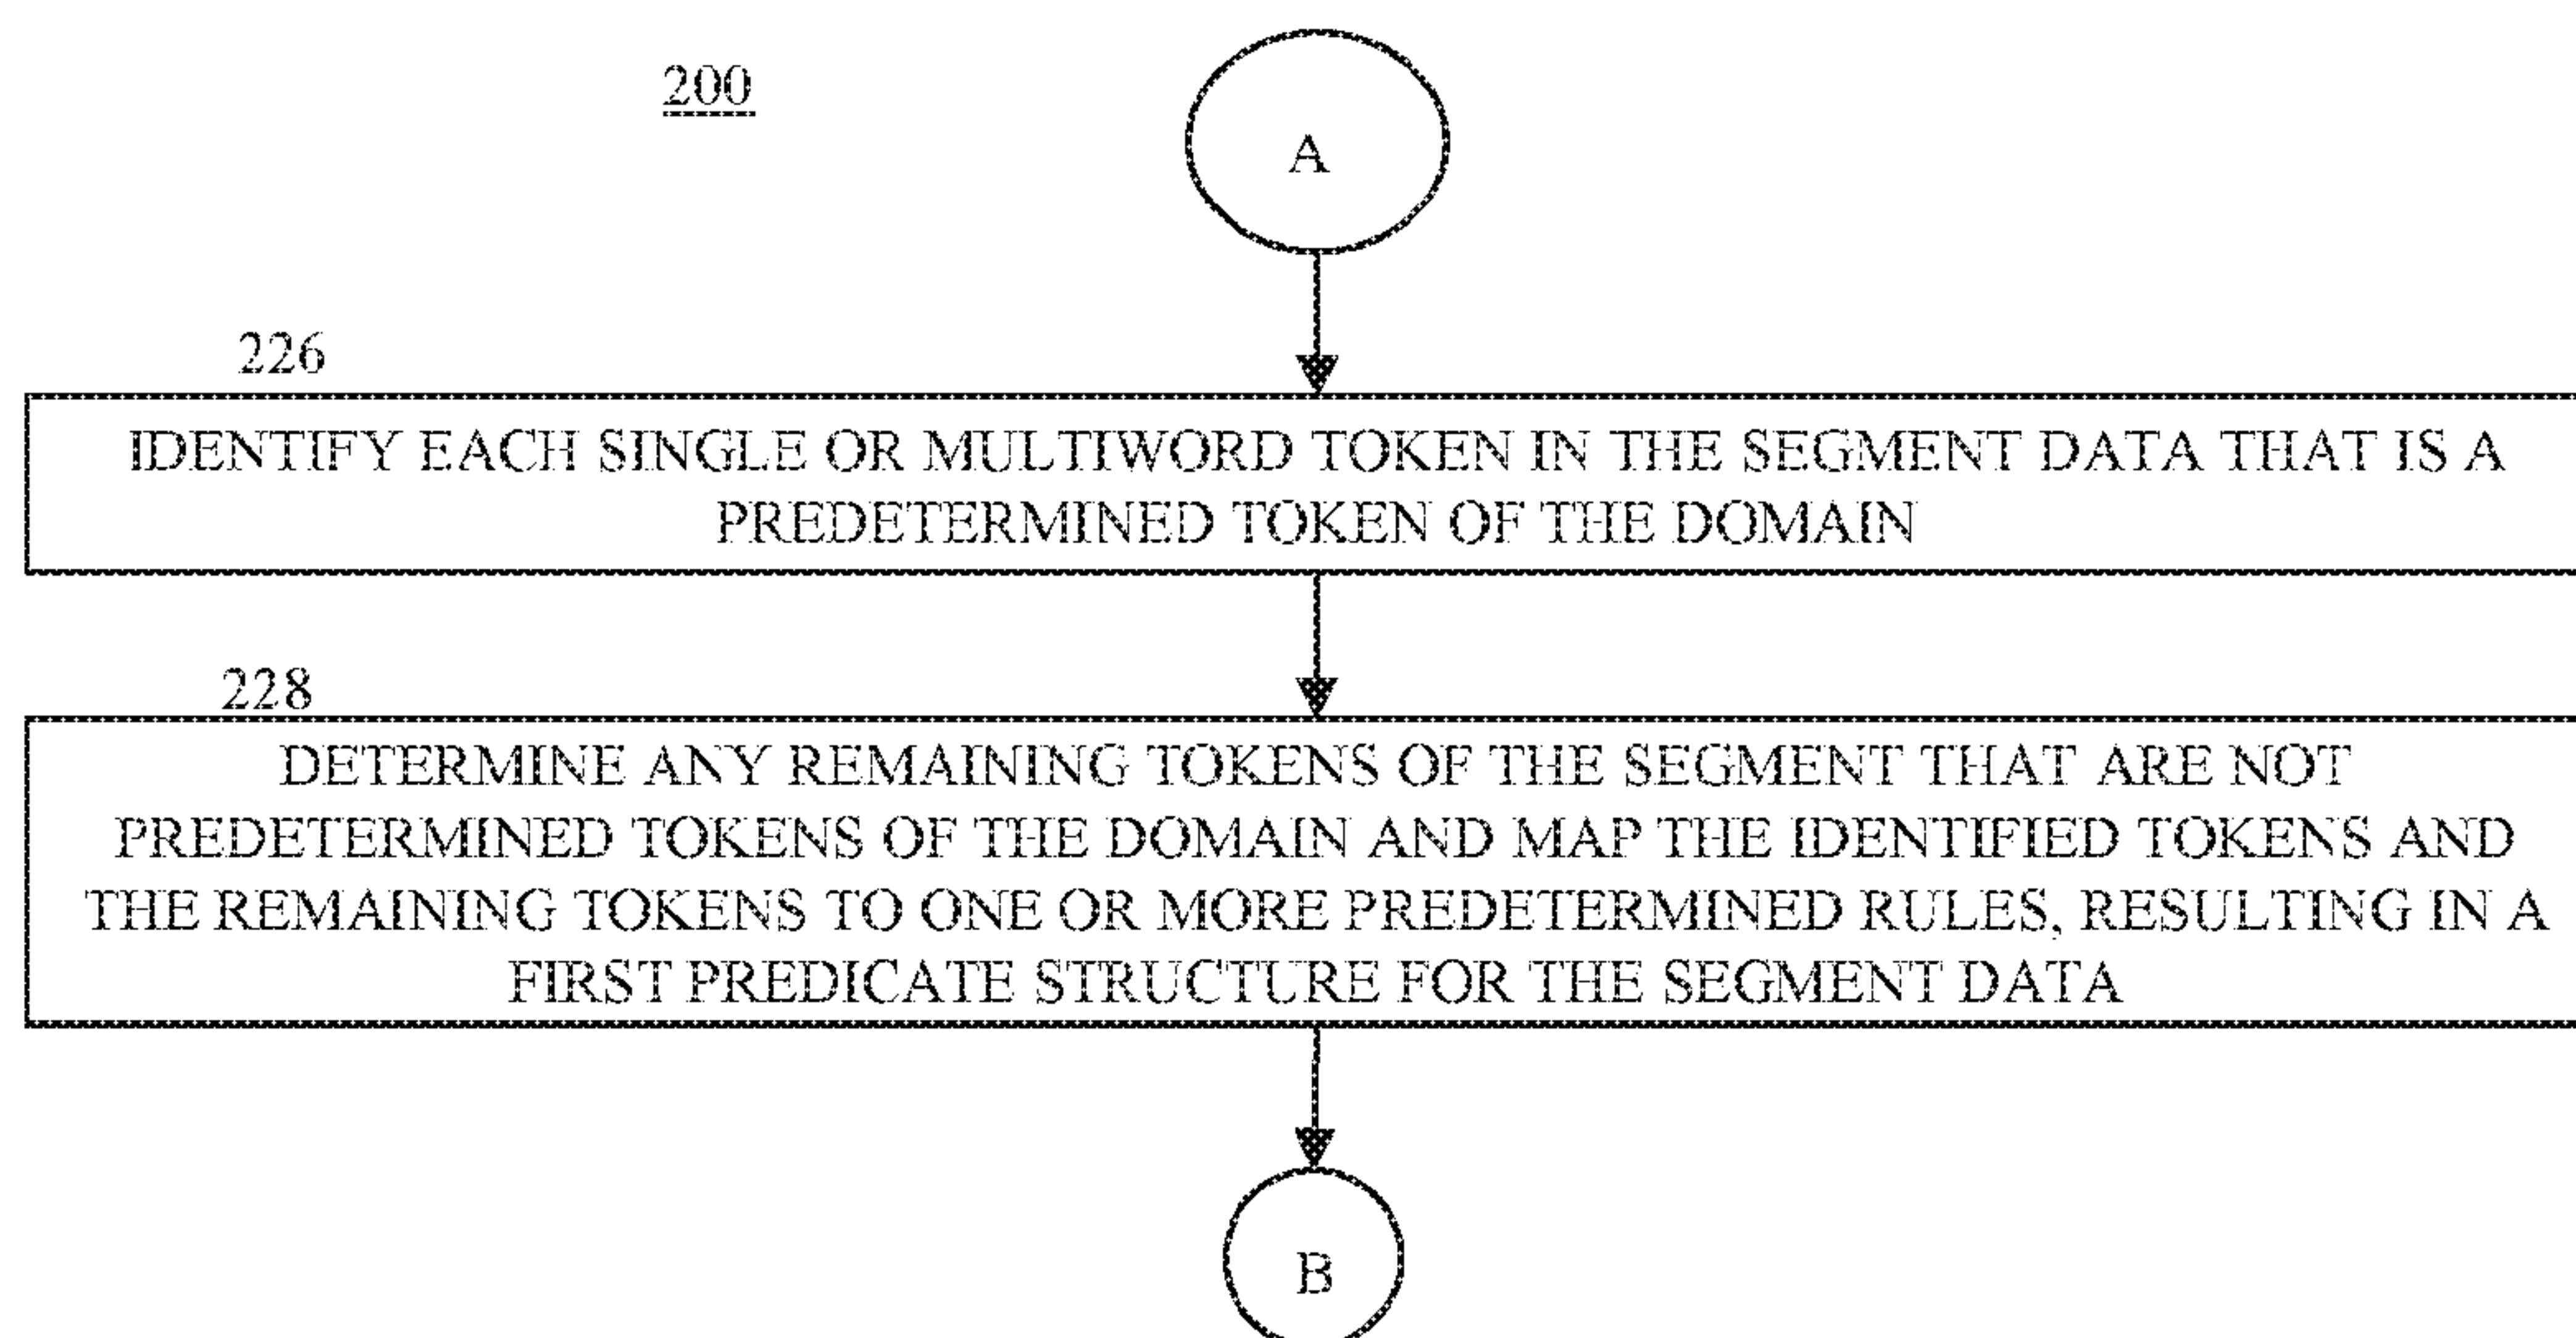 200
A
226
IDENTIFY EACH SINGLE OR MULTIWORD TOKEN IN THE SEGMENT DATA THAT IS A
PREDETERMINED TOKEN OF THE DOMAIN
228
DETERMINE ANY REMAINING TOKENS OF THE SEGMENT THAT ARE NOT
PREDETERMINED TOKENS OF THE DOMAIN AND MAP THE IDENTIFIED TOKENS AND
THE REMAINING TOKENS TO ONE OR MORE PREDETERMINED RULES, RESULTING IN A
FIRST PREDICATE STRUCTURE FOR THE SEGMENT DATA
B